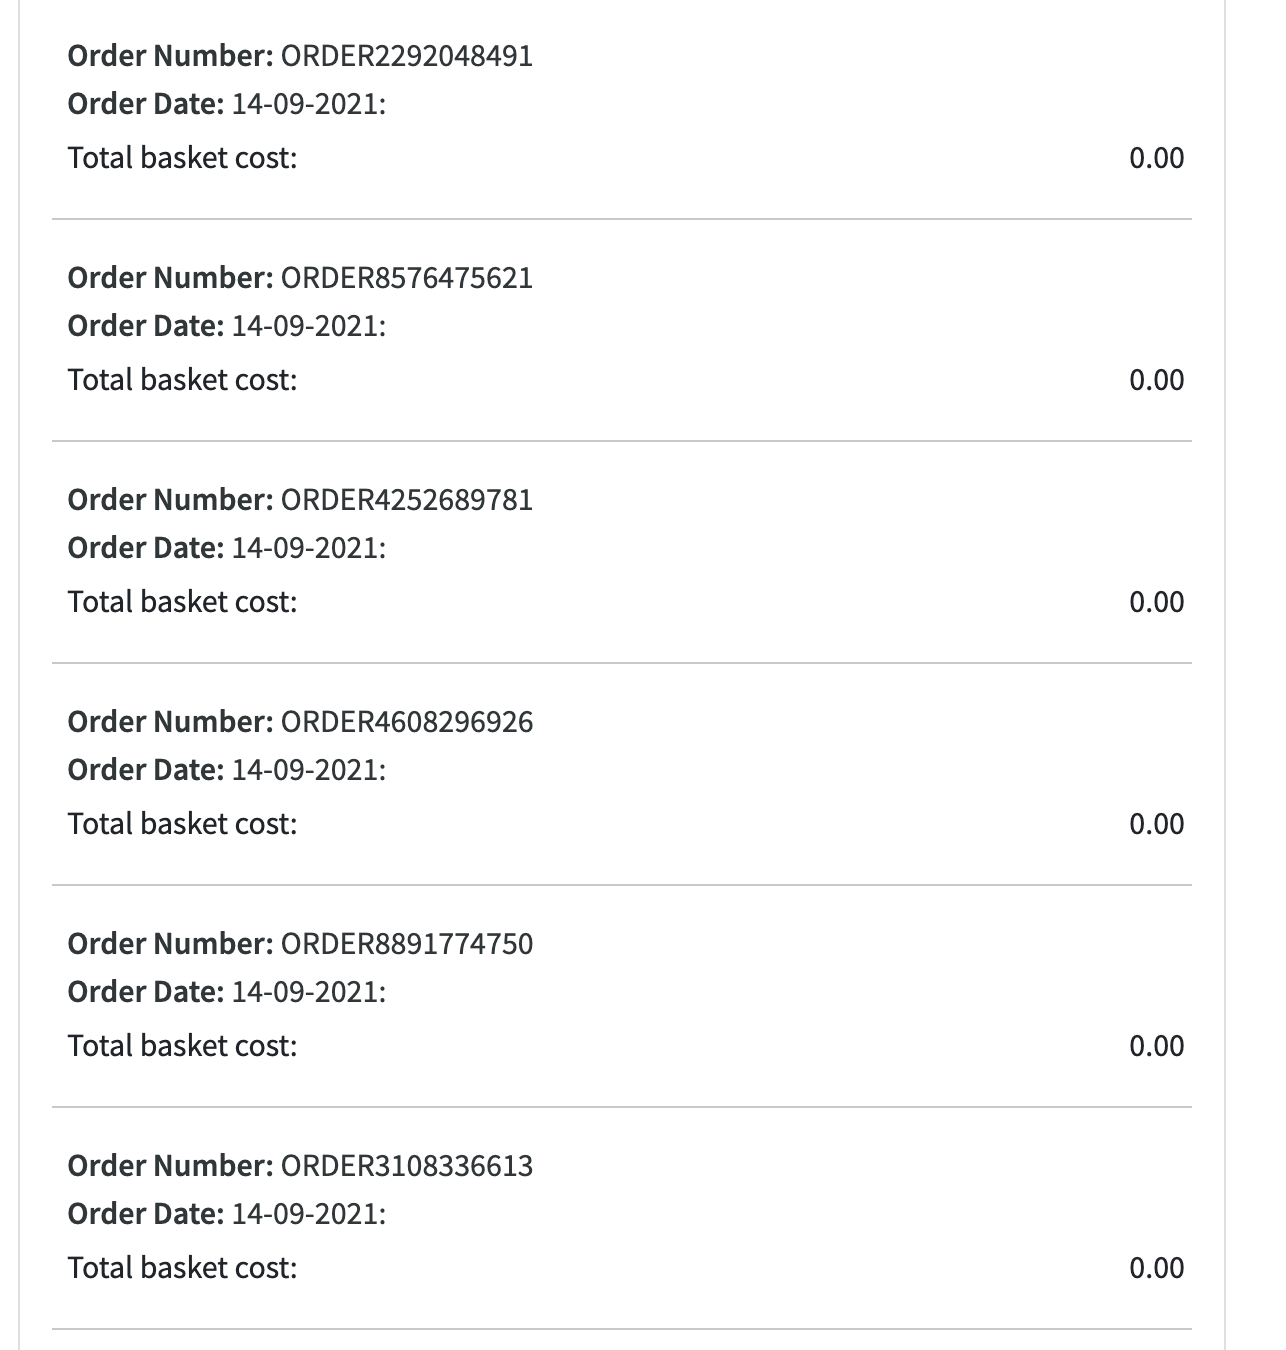 Order Number: ORDER2292048491
Order Date: 14-09-2021:
Total basket cost: 0.00
Order Number: ORDER8576475621
Order Date: 14-09-2021:
Total basket cost: 0.00
Order Number: ORDER4252689781
Order Date: 14-09-2021:
Total basket cost: 0.00
Order Number: ORDER4608296926
Order Date: 14-09-2021:
Total basket cost: 0.00
Order Number: ORDER8891774750
Order Date: 14-09-2021:
Total basket cost: 0.00
Order Number: ORDER3108336613
Order Date: 14-09-2021:
Total basket cost: 0.00